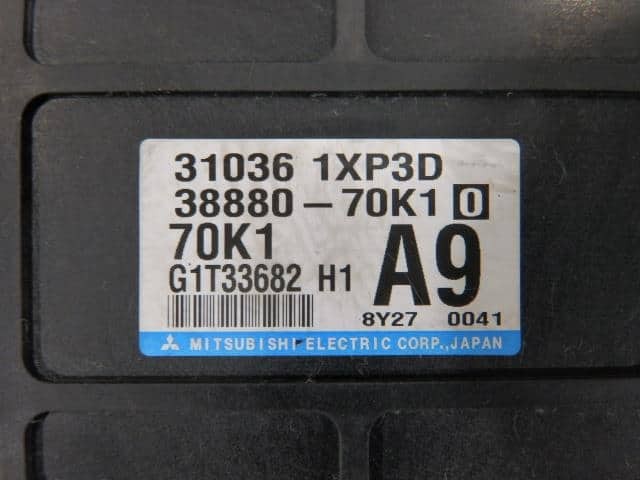 31036 1XP3D
38880-70K1 0
70K1
A9
G1T33682 H1
8Y27 0041
MITSUBISHI ELECTRIC CORP.,JAPAN